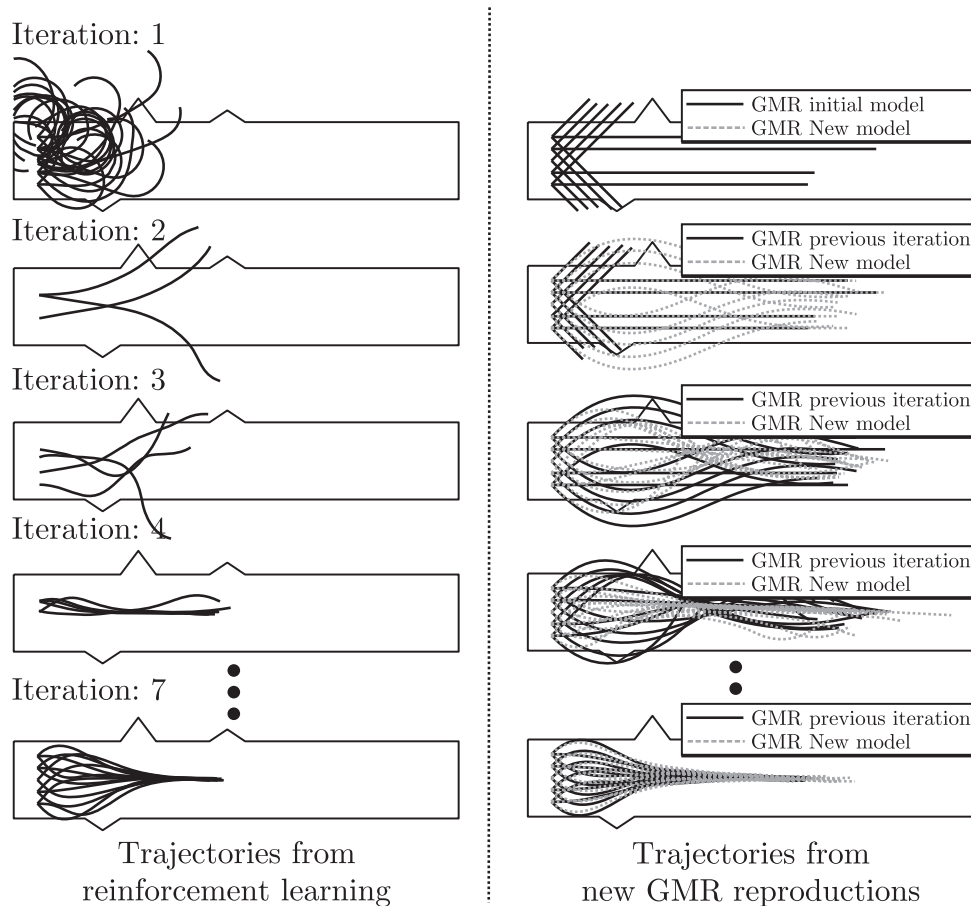 Iteration: 1
GMR initial model
GMR New model
Iteration: 2
GMR previous iteration
GMR New model
Iteration: 3
GMR previous iteration
GMR New model
Iteration: 4
GMR previous iteration
GMR New model
Iteration: 7
GMR previous iteration
GMR New model
Trajectories from
reinforcement learning
Trajectories from
new GMR reproductions